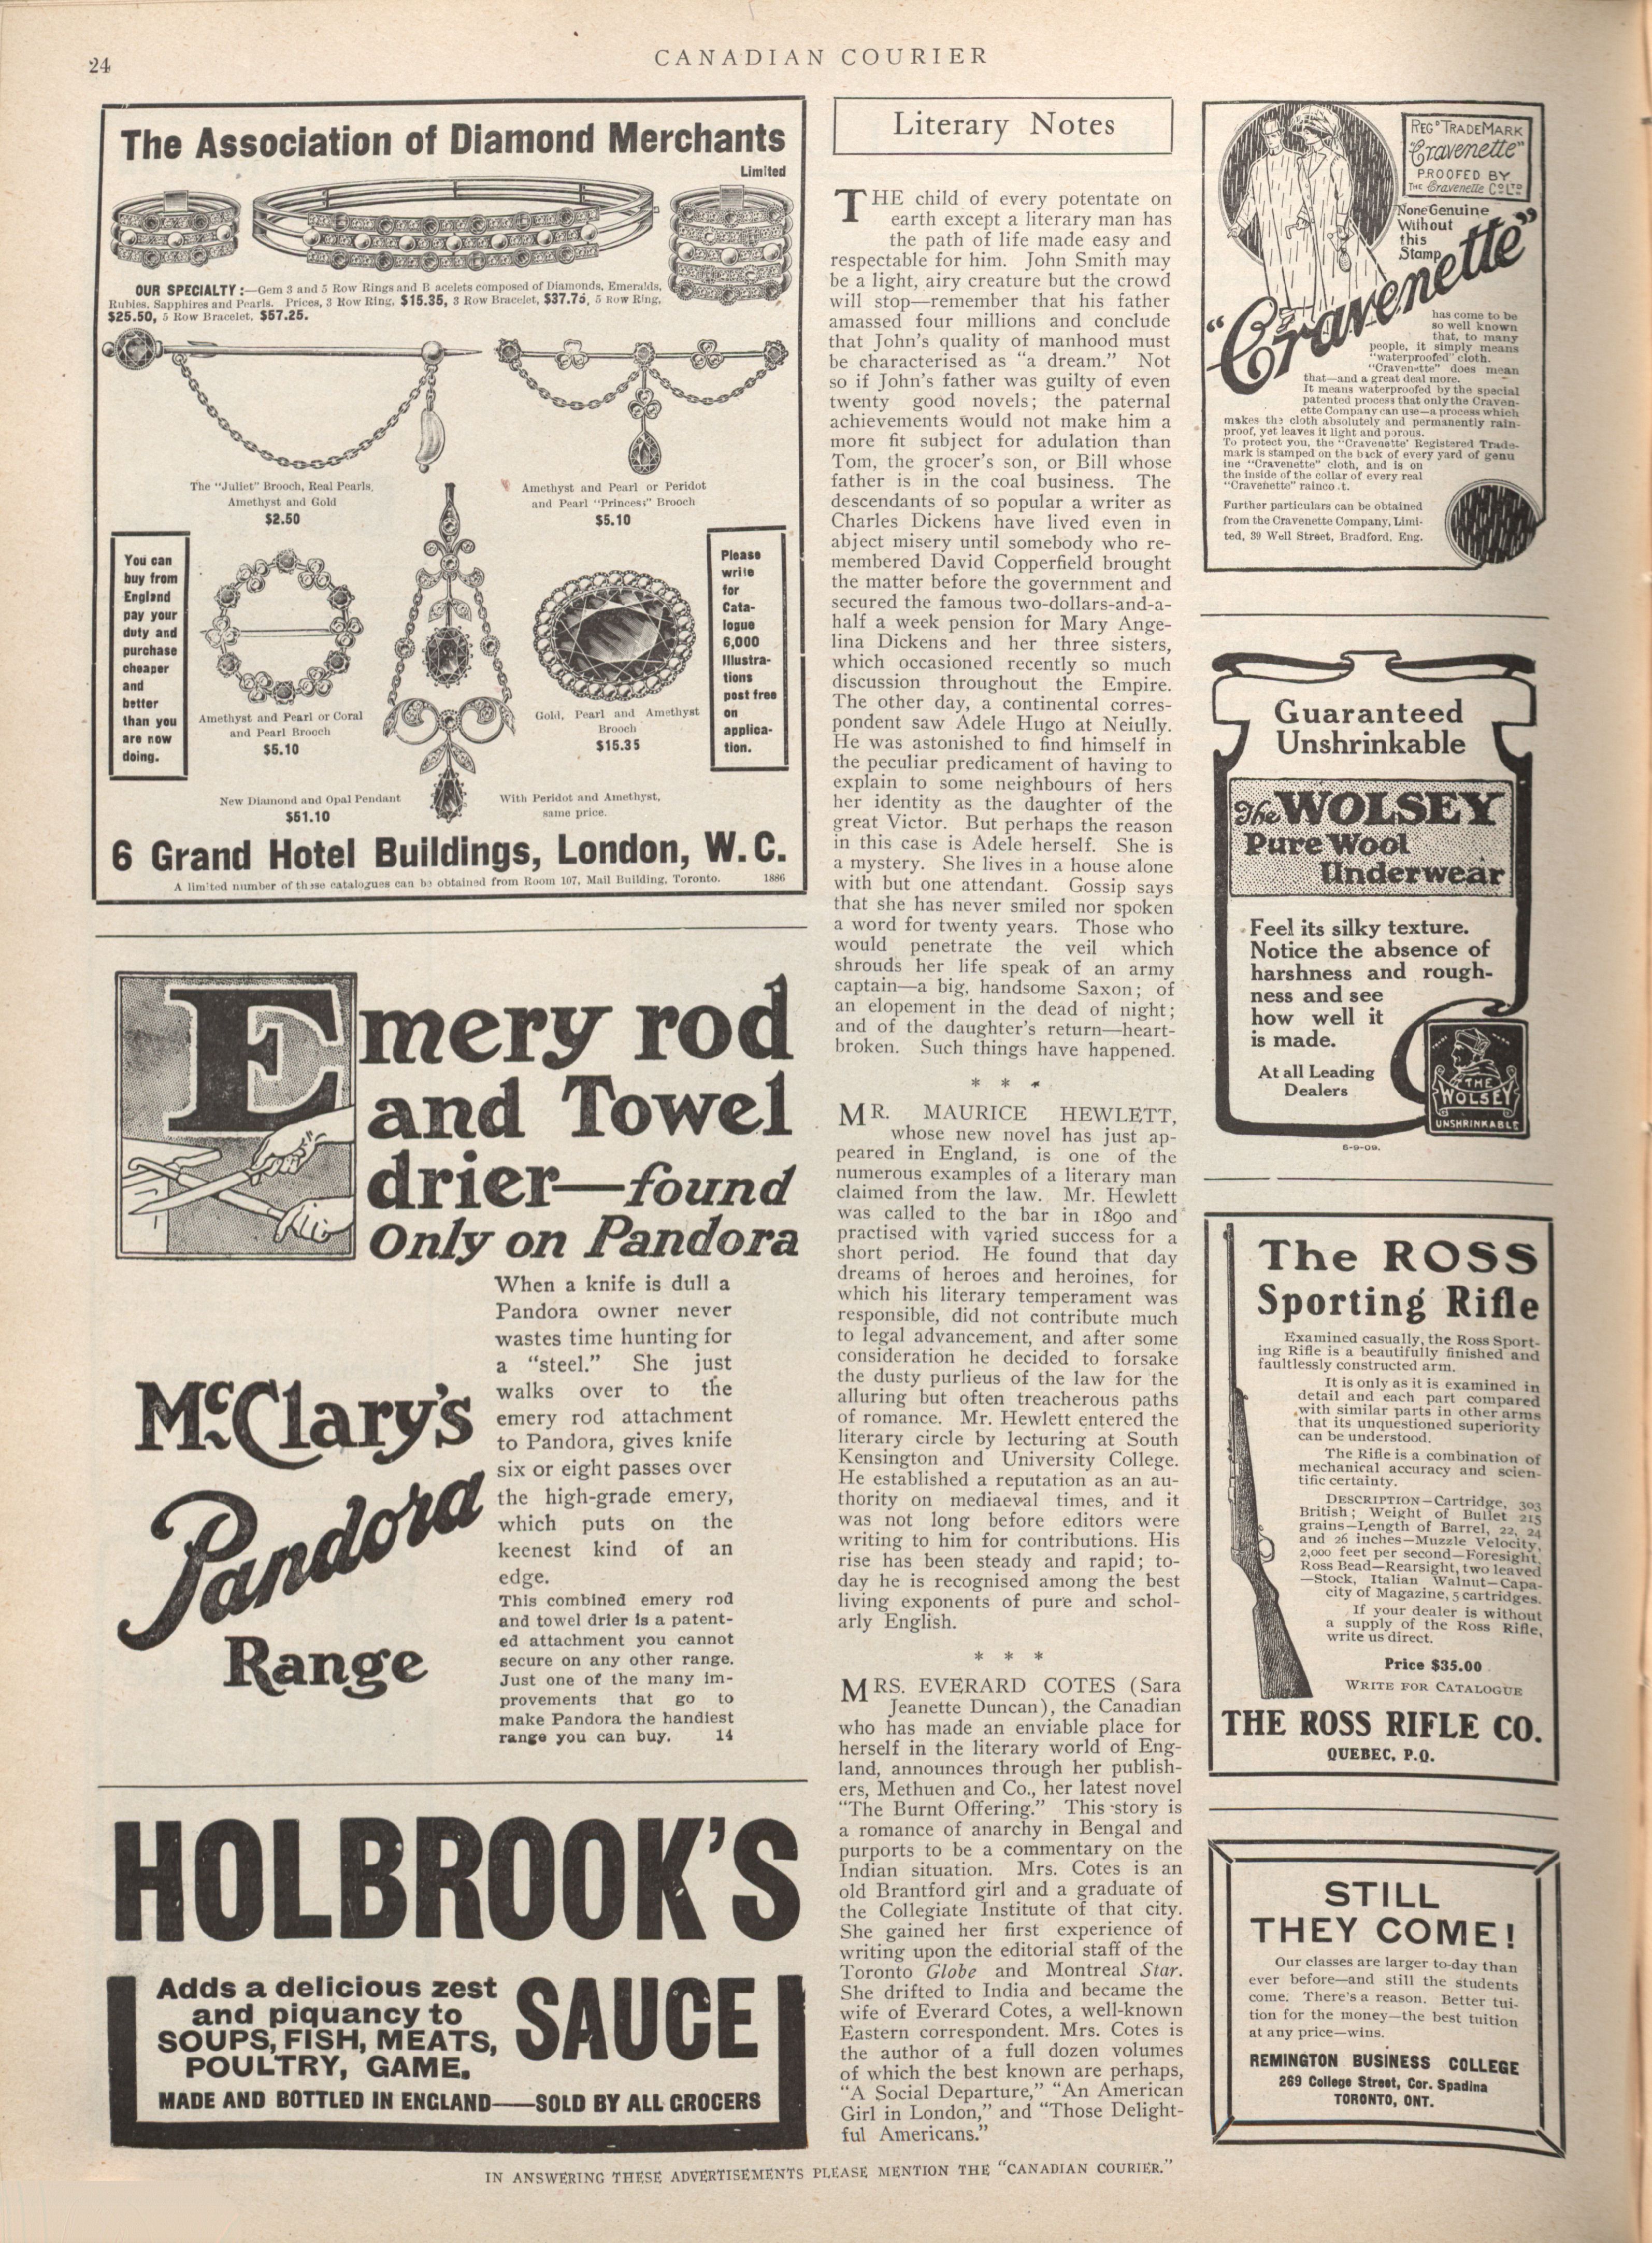 24
CANADIAN COURIER
The Association of Diamond Merchants
Limited
OUR SPECIALTY:—Gem 3 and 5 Row Rings and B acelets composed of Diamonds, Emeralds,
Rubies, Sapphires and Pearls. Prices, 3 Row Ring, $15.35, 3 Row Bracelet, $37.75, 5 Row Ring,
$25.50, 5 Row Bracelet, $57.25.
The "Juliet" Brooch, Real Pearls,
Amethyst and Gold
$2.50
Amethyst and Pearl or Peridot
and Pearl "Princess" Brooch
$5.10
You can
buy from
England
pay your
duty and
purchase
cheaper
and
better
than you
are now
doing.
Amethyst and Pearl or Coral
and Pearl Brooch
$5.10
Gold, Pearl and Amethyst
Brooch
$15.35
Please
write
for
Cata-
logue
6,000
Illustra-
tions
post free
on
applica-
tion.
New Diamond and Opal Pendant
$51.10
With Peridot and Amethyst,
same price.
6 Grand Hotel Buildings, London, W.C.
A limited number of these catalogues can be obtained from Room 107, Mail Building, Toronto. 1886
Emery rod
and Towel
drier—found
Only on Pandora
McClary's
Pandora
Range
When a knife is dull a
Pandora owner never
wastes time hunting for
a "steel." She just
walks over to the
emery rod attachment
to Pandora, gives knife
six or eight passes over
the high-grade emery,
which puts on the
keenest kind of an
edge.
This combined emery rod
and towel drier is a patent-
ed attachment you cannot
secure on any other range.
Just one of the many im-
provements that go to
make Pandora the handiest
range you can buy. 14
HOLBROOK'S
Adds a delicious zest
and piquancy to
SOUPS, FISH, MEATS,
POULTRY, GAME.
SAUCE
MADE AND BOTTLED IN ENGLAND—SOLD BY ALL GROCERS
Literary Notes
THE child of every potentate on
earth except a literary man has
the path of life made easy and
respectable for him. John Smith may
be a light, airy creature but the crowd
will stop—remember that his father
amassed four millions and conclude
that John's quality of manhood must
be characterised as "a dream." Not
so if John's father was guilty of even
twenty good novels; the paternal
achievements would not make him a
more fit subject for adulation than
Tom, the grocer's son, or Bill whose
father is in the coal business. The
descendants of so popular a writer as
Charles Dickens have lived even in
abject misery until somebody who re-
membered David Copperfield brought
the matter before the government and
secured the famous two-dollars-and-a-
half a week pension for Mary Ange-
lina Dickens and her three sisters,
which occasioned recently so much
discussion throughout the Empire.
The other day, a continental corres-
pondent saw Adele Hugo at Neiully.
He was astonished to find himself in
the peculiar predicament of having to
explain to some neighbours of hers
her identity as the daughter of the
great Victor. But perhaps the reason
in this case is Adele herself. She is
a mystery. She lives in a house alone
with but one attendant. Gossip says
that she has never smiled nor spoken
a word for twenty years. Those who
would penetrate the veil which
shrouds her life speak of an army
captain—a big, handsome Saxon; of
an elopement in the dead of night;
and of the daughter's return—heart-
broken. Such things have happened.
* * *
MR. MAURICE HEWLETT,
whose new novel has just ap-
peared in England, is one of the
numerous examples of a literary man
claimed from the law. Mr. Hewlett
was called to the bar in 1890 and
practised with varied success for a
short period. He found that day
dreams of heroes and heroines, for
which his literary temperament was
responsible, did not contribute much
to legal advancement, and after some
consideration he decided to forsake
the dusty purlieus of the law for the
alluring but often treacherous paths
of romance. Mr. Hewlett entered the
literary circle by lecturing at South
Kensington and University College.
He established a reputation as an au-
thority on mediaeval times, and it
was not long before editors were
writing to him for contributions. His
rise has been steady and rapid; to-
day he is recognised among the best
living exponents of pure and schol-
arly English.
* * *
MRS. EVERARD COTES (Sara
Jeanette Duncan), the Canadian
who has made an enviable place for
herself in the literary world of Eng-
land, announces through her publish-
ers, Methuen and Co., her latest novel
"The Burnt Offering." This story is
a romance of anarchy in Bengal and
purports to be a commentary on the
Indian situation. Mrs. Cotes is an
old Brantford girl and a graduate of
the Collegiate Institute of that city.
She gained her first experience of
writing upon the editorial staff of the
Toronto Globe and Montreal Star.
She drifted to India and became the
wife of Everard Cotes, a well-known
Eastern correspondent. Mrs. Cotes is
the author of a full dozen volumes
of which the best known are perhaps,
"A Social Departure," "An American
Girl in London," and "Those Delight-
ful Americans."
REGD TRADE MARK
"Cravenette"
PROOFED BY
THE Cravenette CO LTD
None Genuine
Without
this
Stamp
"Cravenette"
has come to be
so well known
that, to many
people, it simply means
"waterproofed" cloth.
"Cravenette" does mean
that—and a great deal more.
It means waterproofed by the special
patented process that only the Craven-
ette Company can use—a process which
makes the cloth absolutely and permanently rain-
proof, yet leaves it light and porous.
To protect you, the "Cravenette' Registered Trade-
mark is stamped on the back of every yard of genu
ine "Cravenette" cloth, and is on
the inside of the collar of every real
"Cravenette" rainco t.
Further particulars can be obtained
from the Cravenette Company, Limi-
ted, 39 Well Street, Bradford, Eng.
Guaranteed
Unshrinkable
The WOLSEY
Pure Wool
Underwear
Feel its silky texture.
Notice the absence of
harshness and rough-
ness and see
how well it
is made.
At all Leading
Dealers
THE
WOLSEY
UNSHRINKABLE
6-9-09.
The ROSS
Sporting Rifle
Examined casually, the Ross Sport-
ing Rifle is a beautifully finished and
faultlessly constructed arm.
It is only as it is examined in
detail and each part compared
with similar parts in other arms
that its unquestioned superiority
can be understood.
The Rifle is a combination of
mechanical accuracy and scien-
tific certainty.
DESCRIPTION—Cartridge, 303
British; Weight of Bullet 215
grains—Length of Barrel, 22, 24
and 26 inches—Muzzle Velocity,
2,000 feet per second—Foresight,
Ross Bead—Rearsight, two leaved
—Stock, Italian Walnut—Capa-
city of Magazine, 5 cartridges.
If your dealer is without
a supply of the Ross Rifle,
write us direct.
Price $35.00
WRITE FOR CATALOGUE
THE ROSS RIFLE CO.
QUEBEC, P.Q.
STILL
THEY COME!
Our classes are larger to-day than
ever before—and still the students
come. There's a reason. Better tui-
tion for the money—the best tuition
at any price—wins.
REMINGTON BUSINESS COLLEGE
269 College Street, Cor. Spadina
TORONTO, ONT.
IN ANSWERING THESE ADVERTISEMENTS PLEASE MENTION THE "CANADIAN COURIER."